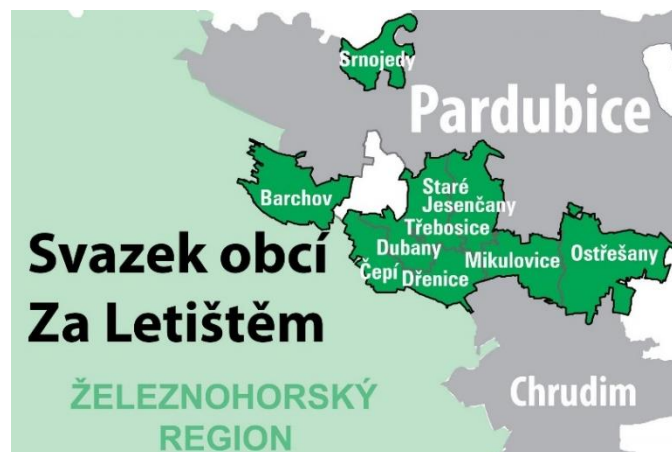 Srnojedy
Pardubice
Barchov
Staré
Jesenčany
Třebosice
Dubany
Mikulovice
Ostřešany
Čepí
Dřenice
Svazek obcí
Za Letištěm
ŽELEZNOHORSKÝ
REGION
Chrudim